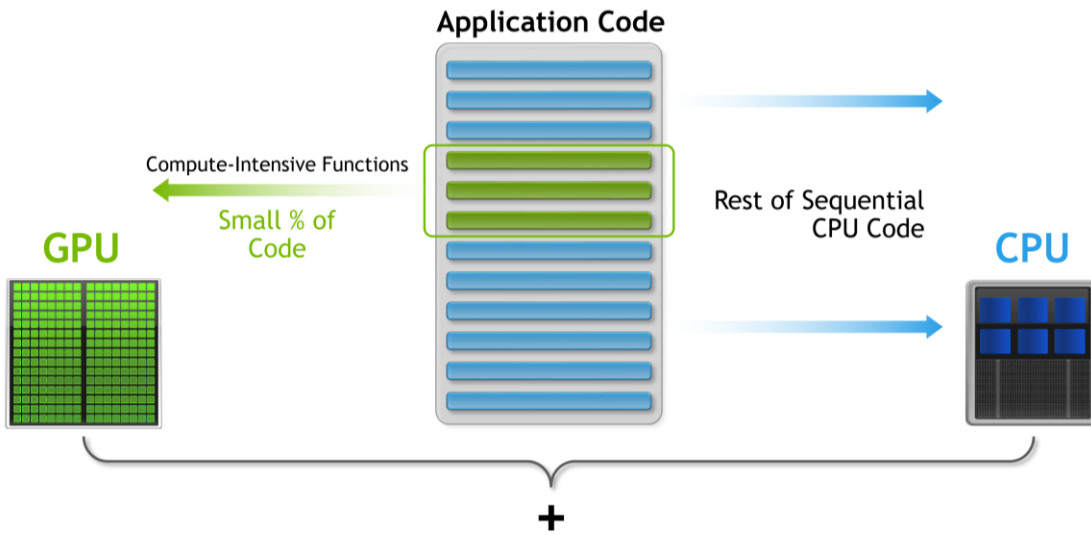 Application Code
Compute-Intensive Functions
Small % of
Code
GPU
Rest of Sequential
CPU Code
CPU
+